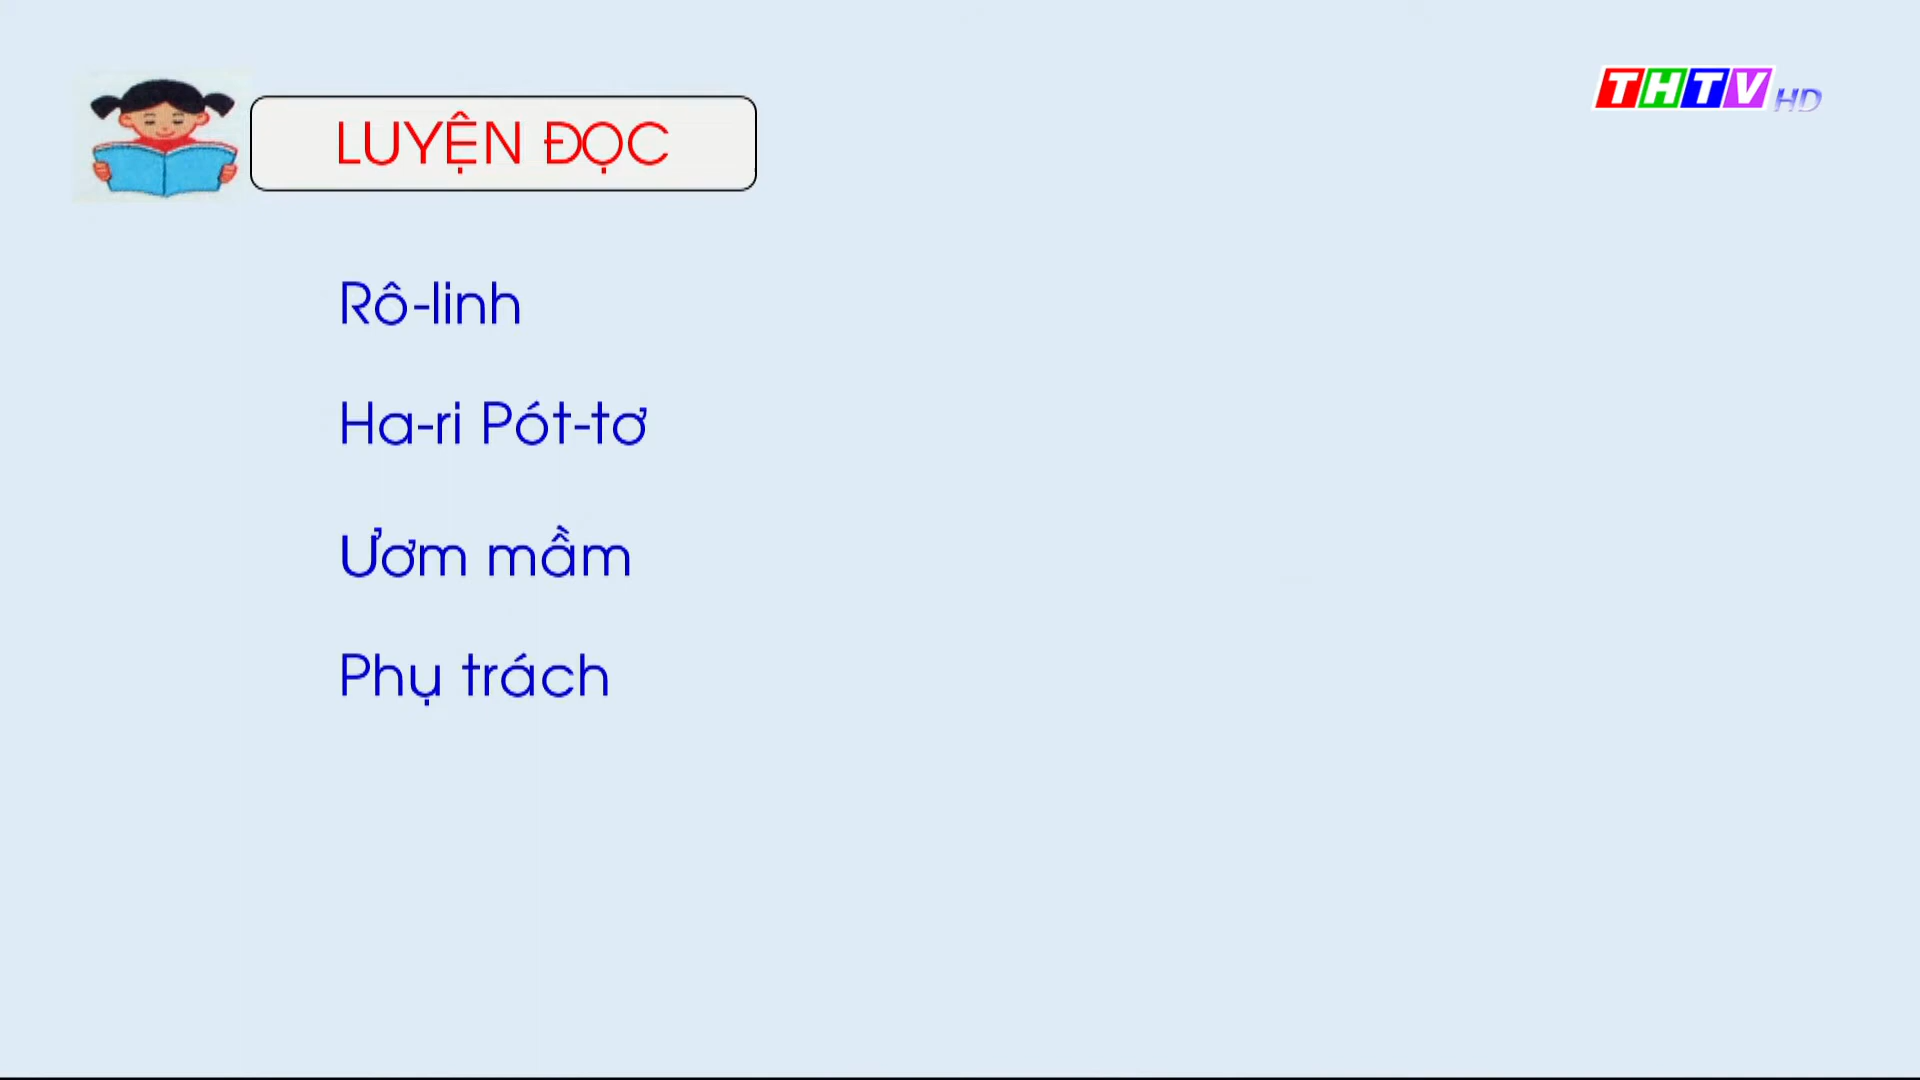 THTV HD
LUYỆN ĐỌC
Rô-linh
Ha-ri Pót-tơ
Ươm mầm
Phụ trách